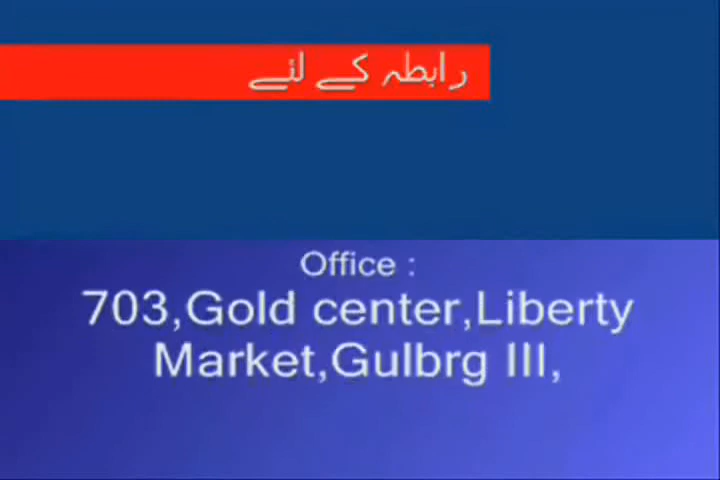 رابطہ کے لئے
Office :
703,Gold center,Liberty
Market,Gulbrg III,